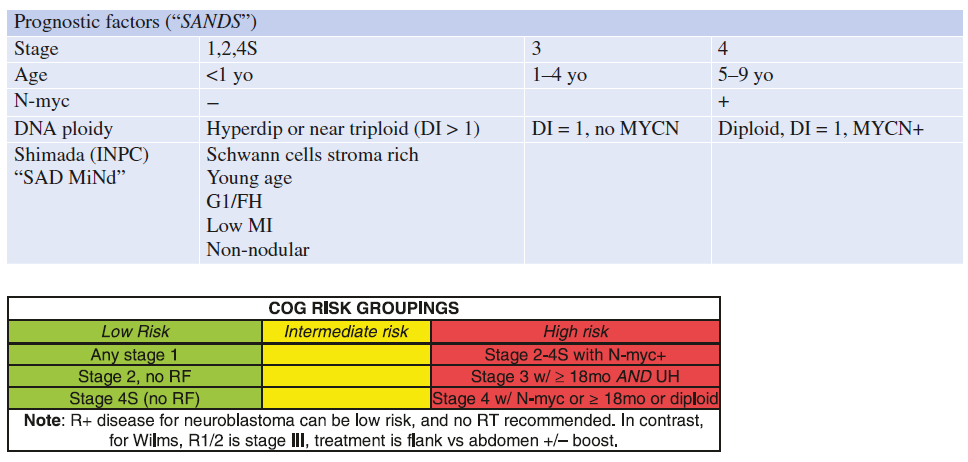 Prognostic factors (“SANDS”)
Stage 1,2,4S 3 4
Age <1 yo 1–4 yo 5–9 yo
N-myc – +
DNA ploidy Hyperdip or near triploid (DI > 1) DI = 1, no MYCN Diploid, DI = 1, MYCN+
Shimada (INPC) Schwann cells stroma rich
“SAD MiNd” Young age
G1/FH
Low MI
Non-nodular
COG RISK GROUPINGS
Low Risk Intermediate risk High risk
Any stage 1 Stage 2-4S with N-myc+
Stage 2, no RF Stage 3 w/ ≥ 18mo AND UH
Stage 4S (no RF) Stage 4 w/ N-myc or ≥ 18mo or diploid
Note: R+ disease for neuroblastoma can be low risk, and no RT recommended. In contrast,
for Wilms, R1/2 is stage III, treatment is flank vs abdomen +/– boost.